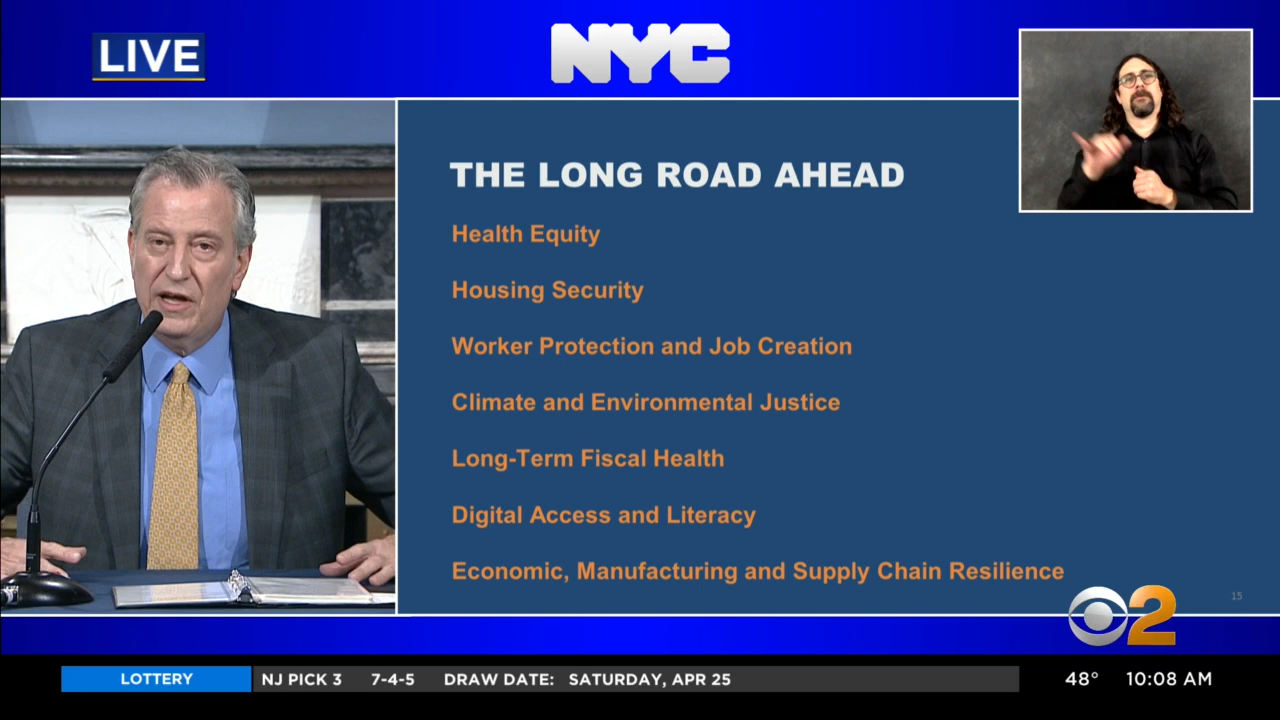 LIVE
NYC
THE LONG ROAD AHEAD
Health Equity
Housing Security
Worker Protection and Job Creation
Climate and Environmental Justice
Long-Term Fiscal Health
Digital Access and Literacy
Economic, Manufacturing and Supply Chain Resilience
15
2
LOTTERY NJ PICK 3 7-4-5 DRAW DATE: SATURDAY, APR 25 48° 10:08 AM